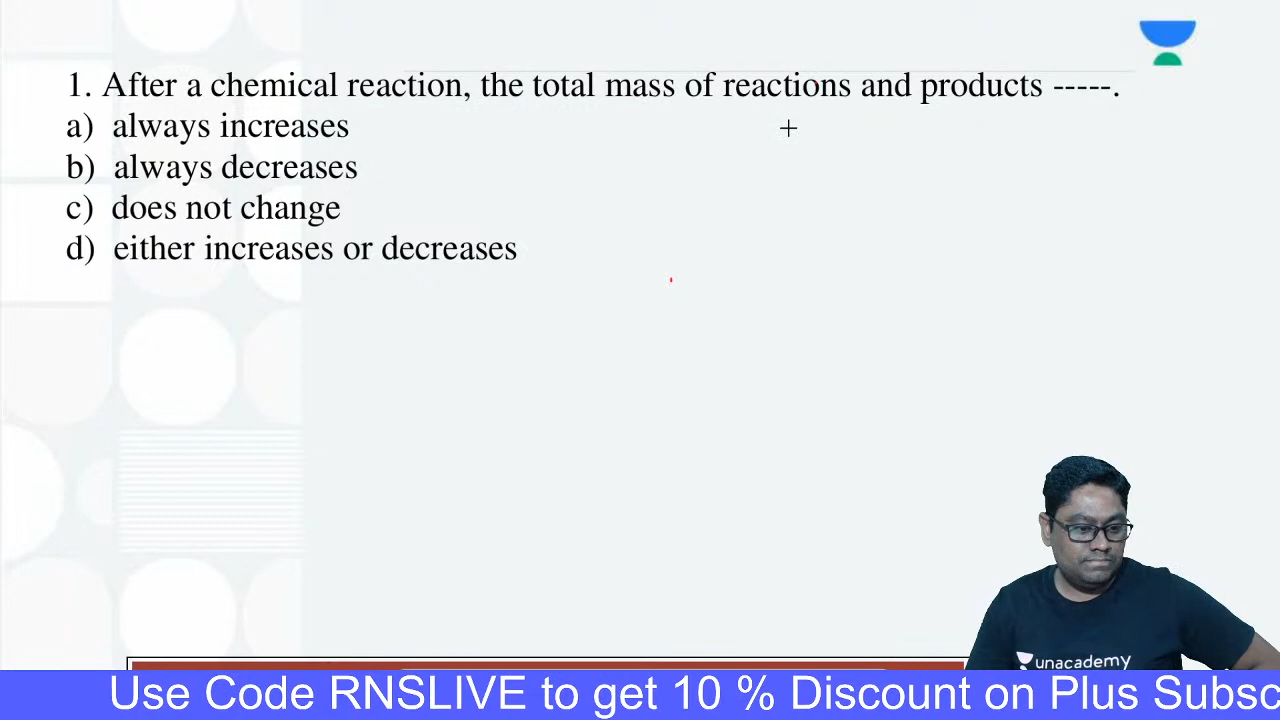 1. After a chemical reaction, the total mass of reactions and products -----.
a) always increases
b) always decreases
c) does not change
d) either increases or decreases
unacademy
Use Code RNSLIVE to get 10 % Discount on Plus Subsc